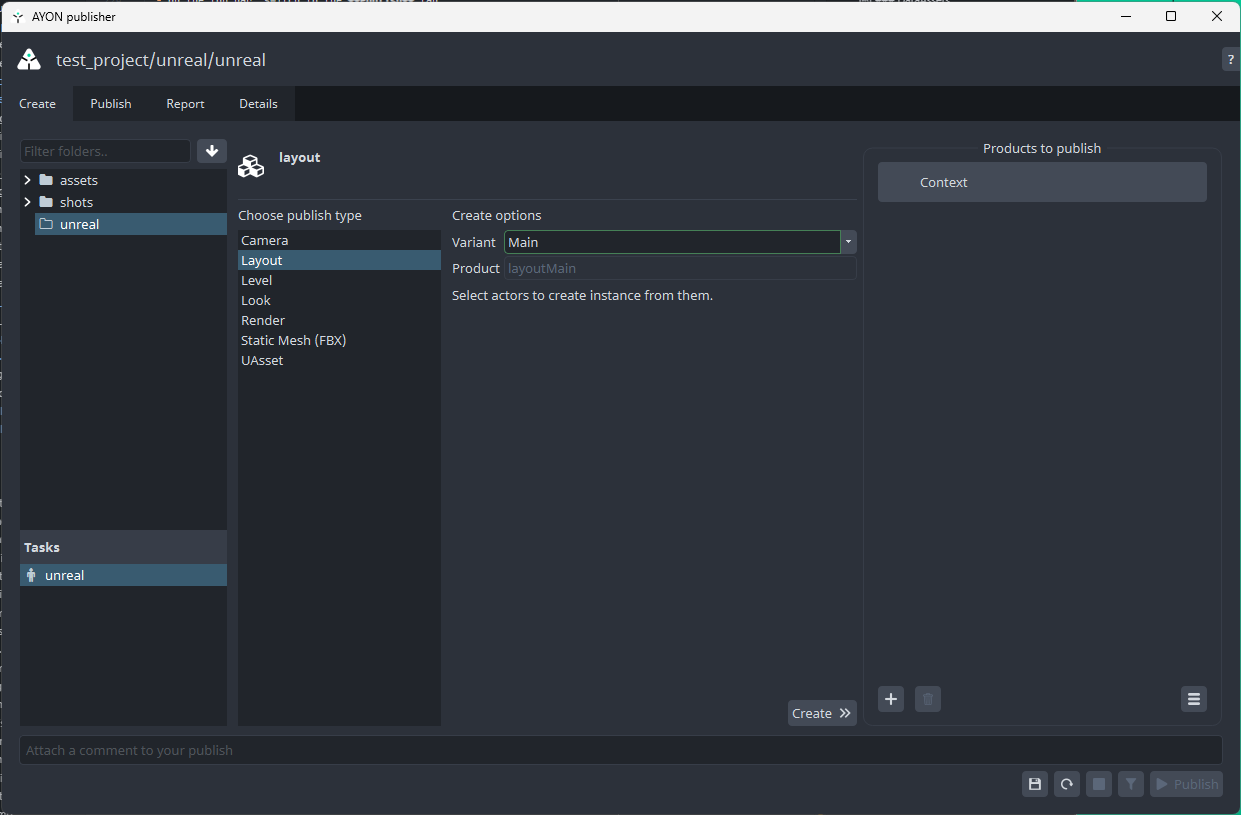 AYON publisher
test_project/unreal/unreal
?
Create Publish Report Details
Filter folders..
assets
shots
unreal
Tasks
unreal
layout
Choose publish type
Camera
Layout
Level
Look
Render
Static Mesh (FBX)
UAsset
Create options
Variant Main
Product layoutMain
Select actors to create instance from them.
Create
Products to publish
Context
Attach a comment to your publish
Publish